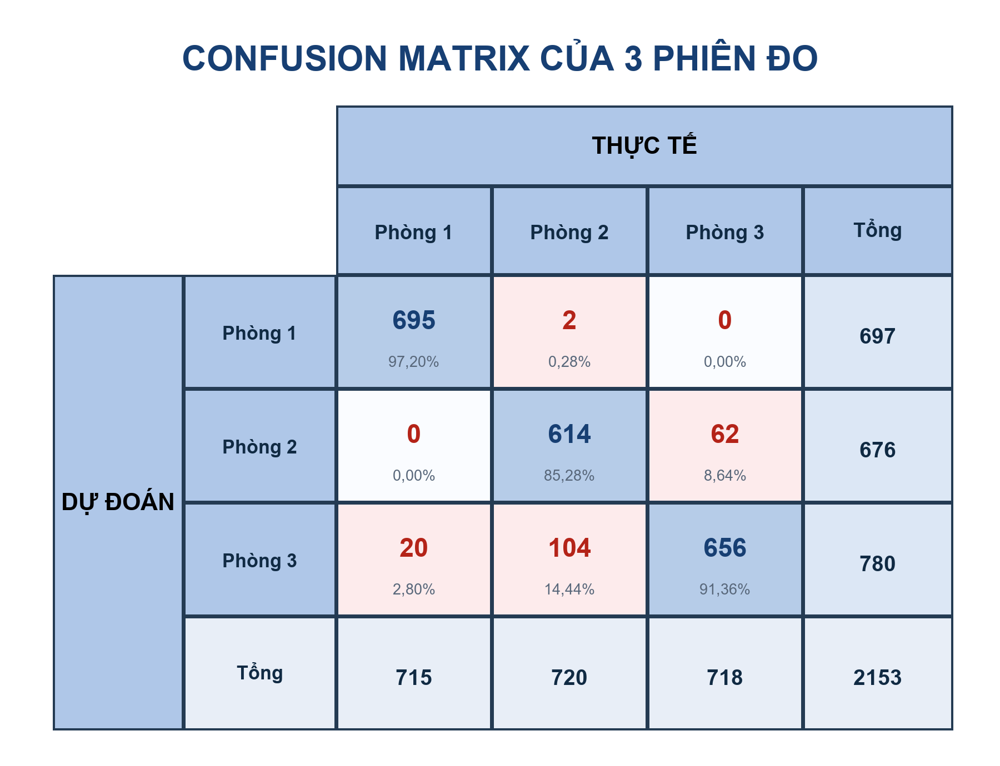 CONFUSION MATRIX CỦA 3 PHIÊN ĐO
THỰC TẾ
Phòng 1 Phòng 2 Phòng 3 Tổng
DỰ ĐOÁN
Phòng 1 695 2 0 697
97,20% 0,28% 0,00%
Phòng 2 0 614 62 676
0,00% 85,28% 8,64%
Phòng 3 20 104 656 780
2,80% 14,44% 91,36%
Tổng 715 720 718 2153